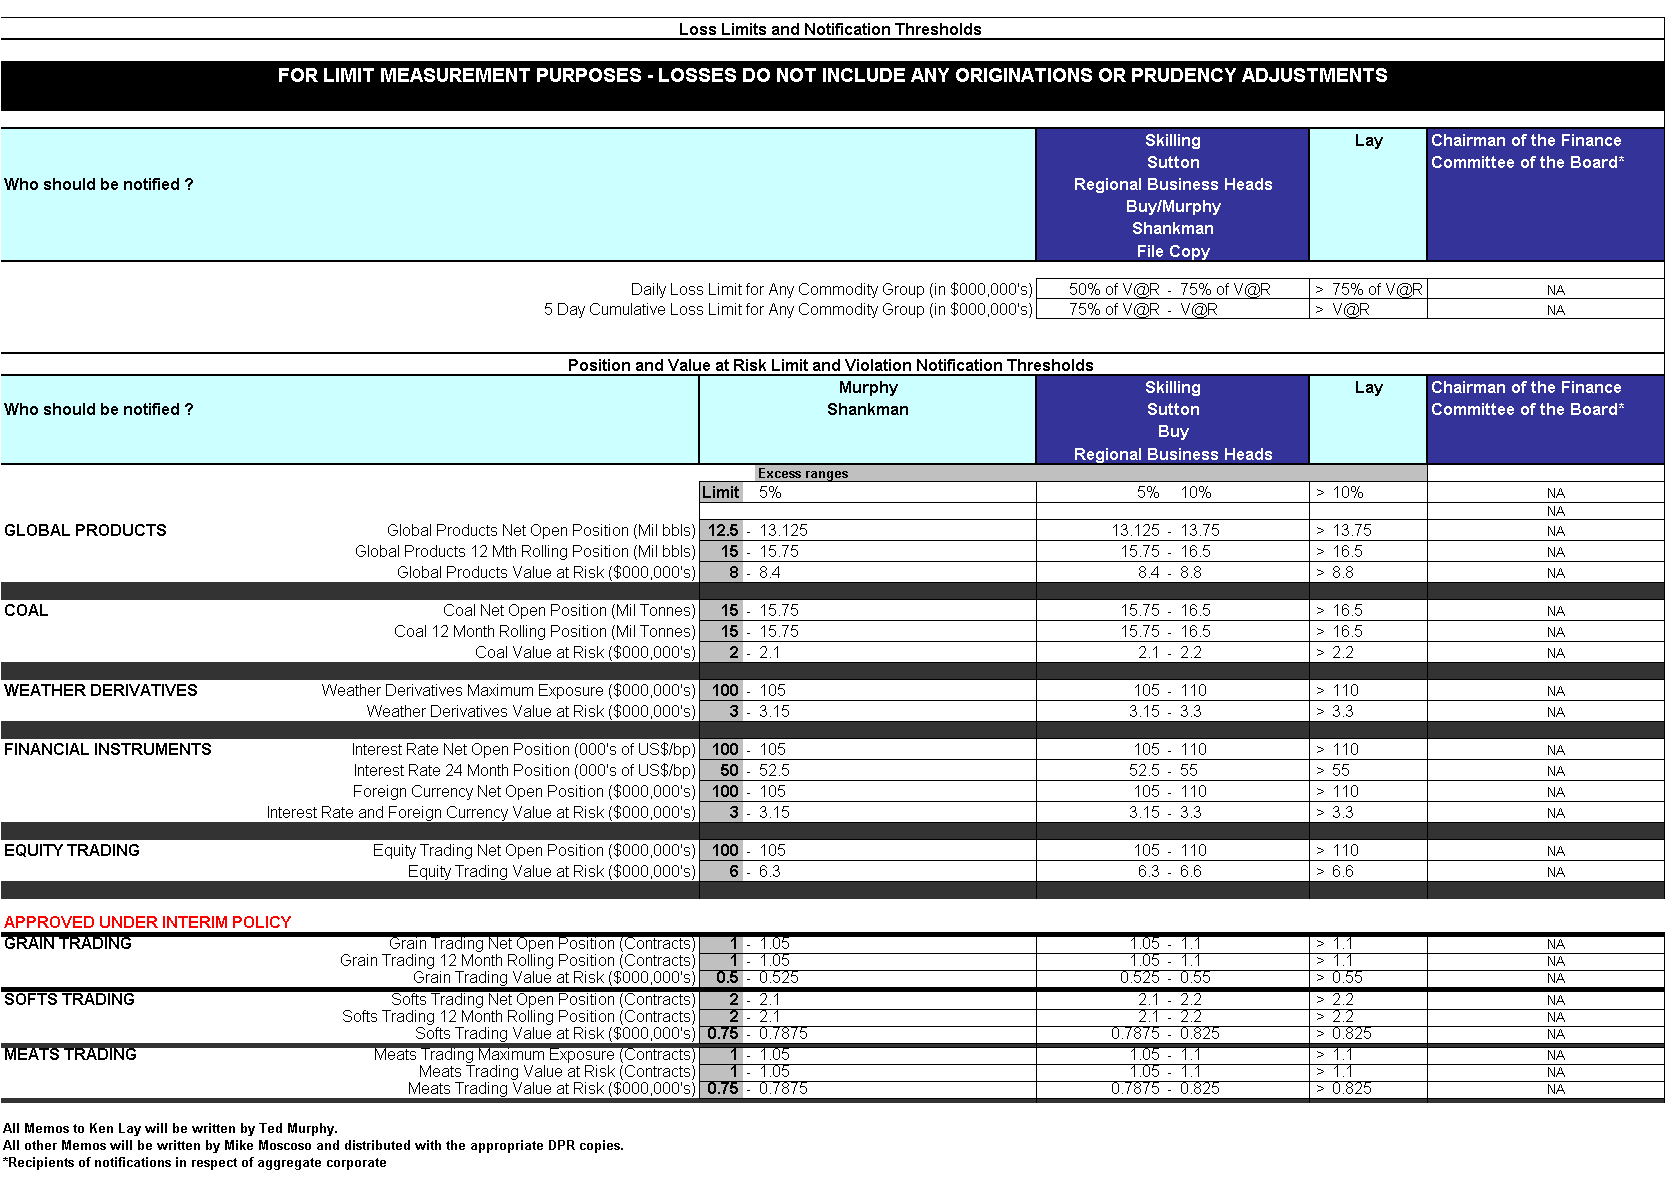 Loss Limits and Notification Thresholds
FOR LIMIT MEASUREMENT PURPOSES - LOSSES DO NOT INCLUDE ANY ORIGINATIONS OR PRUDENCY ADJUSTMENTS
Skilling Lay Chairman of the Finance
Sutton Committee of the Board*
Who should be notified ? Regional Business Heads
Buy/Murphy
Shankman
File Copy
Daily Loss Limit for Any Commodity Group (in $000,000's) 50% of V@R - 75% of V@R > 75% of V@R NA
5 Day Cumulative Loss Limit for Any Commodity Group (in $000,000's) 75% of V@R - V@R > V@R NA
Position and Value at Risk Limit and Violation Notification Thresholds
Murphy Skilling Lay Chairman of the Finance
Who should be notified ? Shankman Sutton Committee of the Board*
Buy
Regional Business Heads
Excess ranges
Limit 5% 5% 10% > 10% NA
NA
GLOBAL PRODUCTS Global Products Net Open Position (Mil bbls) 12.5 - 13.125 13.125 - 13.75 > 13.75 NA
Global Products 12 Mth Rolling Position (Mil bbls) 15 - 15.75 15.75 - 16.5 > 16.5 NA
Global Products Value at Risk ($000,000's) 8 - 8.4 8.4 - 8.8 > 8.8 NA
COAL Coal Net Open Position (Mil Tonnes) 15 - 15.75 15.75 - 16.5 > 16.5 NA
Coal 12 Month Rolling Position (Mil Tonnes) 15 - 15.75 15.75 - 16.5 > 16.5 NA
Coal Value at Risk ($000,000's) 2 - 2.1 2.1 - 2.2 > 2.2 NA
WEATHER DERIVATIVES Weather Derivatives Maximum Exposure ($000,000's) 100 - 105 105 - 110 > 110 NA
Weather Derivatives Value at Risk ($000,000's) 3 - 3.15 3.15 - 3.3 > 3.3 NA
FINANCIAL INSTRUMENTS Interest Rate Net Open Position (000's of US$/bp) 100 - 105 105 - 110 > 110 NA
Interest Rate 24 Month Position (000's of US$/bp) 50 - 52.5 52.5 - 55 > 55 NA
Foreign Currency Net Open Position ($000,000's) 100 - 105 105 - 110 > 110 NA
Interest Rate and Foreign Currency Value at Risk ($000,000's) 3 - 3.15 3.15 - 3.3 > 3.3 NA
EQUITY TRADING Equity Trading Net Open Position ($000,000's) 100 - 105 105 - 110 > 110 NA
Equity Trading Value at Risk ($000,000's) 6 - 6.3 6.3 - 6.6 > 6.6 NA
APPROVED UNDER INTERIM POLICY
GRAIN TRADING Grain Trading Net Open Position (Contracts) 1 - 1.05 1.05 - 1.1 > 1.1 NA
Grain Trading 12 Month Rolling Position (Contracts) 1 - 1.05 1.05 - 1.1 > 1.1 NA
Grain Trading Value at Risk ($000,000's) 0.5 - 0.525 0.525 - 0.55 > 0.55 NA
SOFTS TRADING Softs Trading Net Open Position (Contracts) 2 - 2.1 2.1 - 2.2 > 2.2 NA
Softs Trading 12 Month Rolling Position (Contracts) 2 - 2.1 2.1 - 2.2 > 2.2 NA
Softs Trading Value at Risk ($000,000's) 0.75 - 0.7875 0.7875 - 0.825 > 0.825 NA
MEATS TRADING Meats Trading Maximum Exposure (Contracts) 1 - 1.05 1.05 - 1.1 > 1.1 NA
Meats Trading Value at Risk (Contracts) 1 - 1.05 1.05 - 1.1 > 1.1 NA
Meats Trading Value at Risk ($000,000's) 0.75 - 0.7875 0.7875 - 0.825 > 0.825 NA
All Memos to Ken Lay will be written by Ted Murphy.
All other Memos will be written by Mike Moscoso and distributed with the appropriate DPR copies.
*Recipients of notifications in respect of aggregate corporate